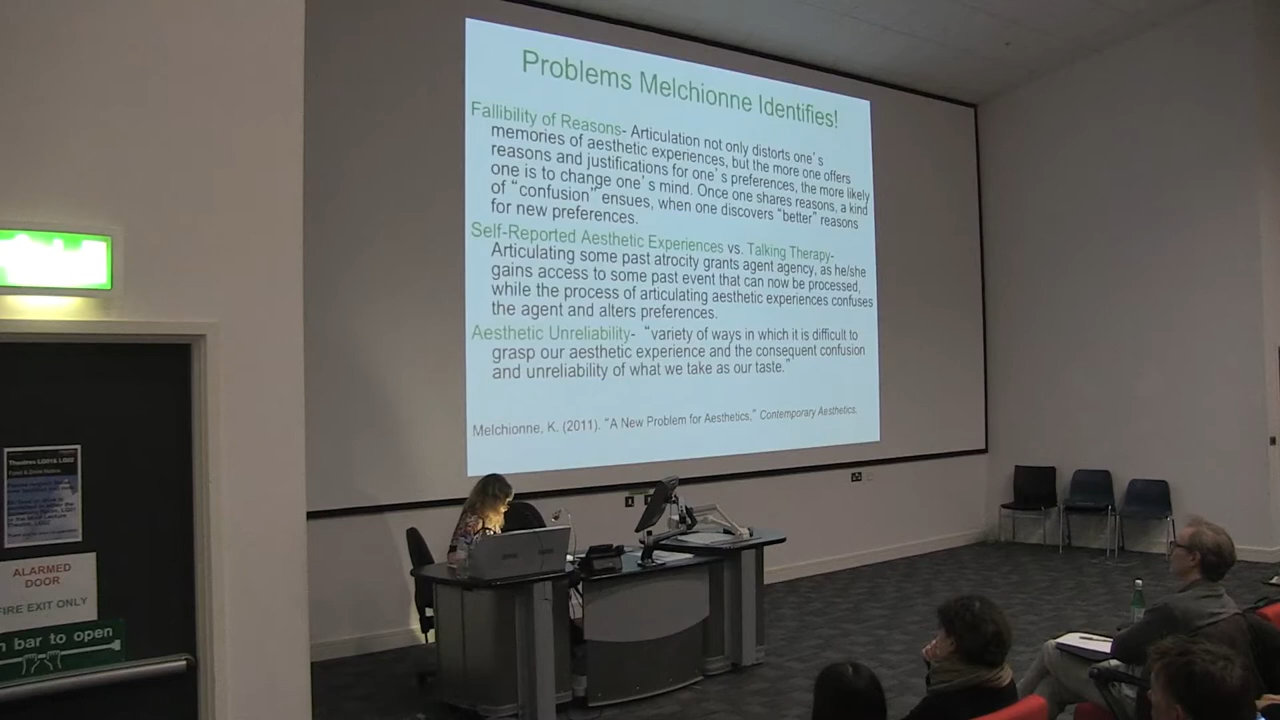 Problems Melchionne Identifies!
Fallibility of Reasons- Articulation not only distorts one's
memories of aesthetic experiences, but the more one offers
reasons and justifications for one's preferences, the more likely
one is to change one's mind. Once one shares reasons, a kind
of "confusion" ensues, when one discovers "better" reasons
for new preferences.
Self-Reported Aesthetic Experiences vs. Talking Therapy-
Articulating some past atrocity grants agent agency, as he/she
gains access to some past event that can now be processed,
while the process of articulating aesthetic experiences confuses
the agent and alters preferences.
Aesthetic Unreliability- "variety of ways in which it is difficult to
grasp our aesthetic experience and the consequent confusion
and unreliability of what we take as our taste."
Melchionne, K. (2011). "A New Problem for Aesthetics," Contemporary Aesthetics.
Theatres LG01& LG02
Food & Drink Notice
ALARMED
DOOR
FIRE EXIT ONLY
bar to open